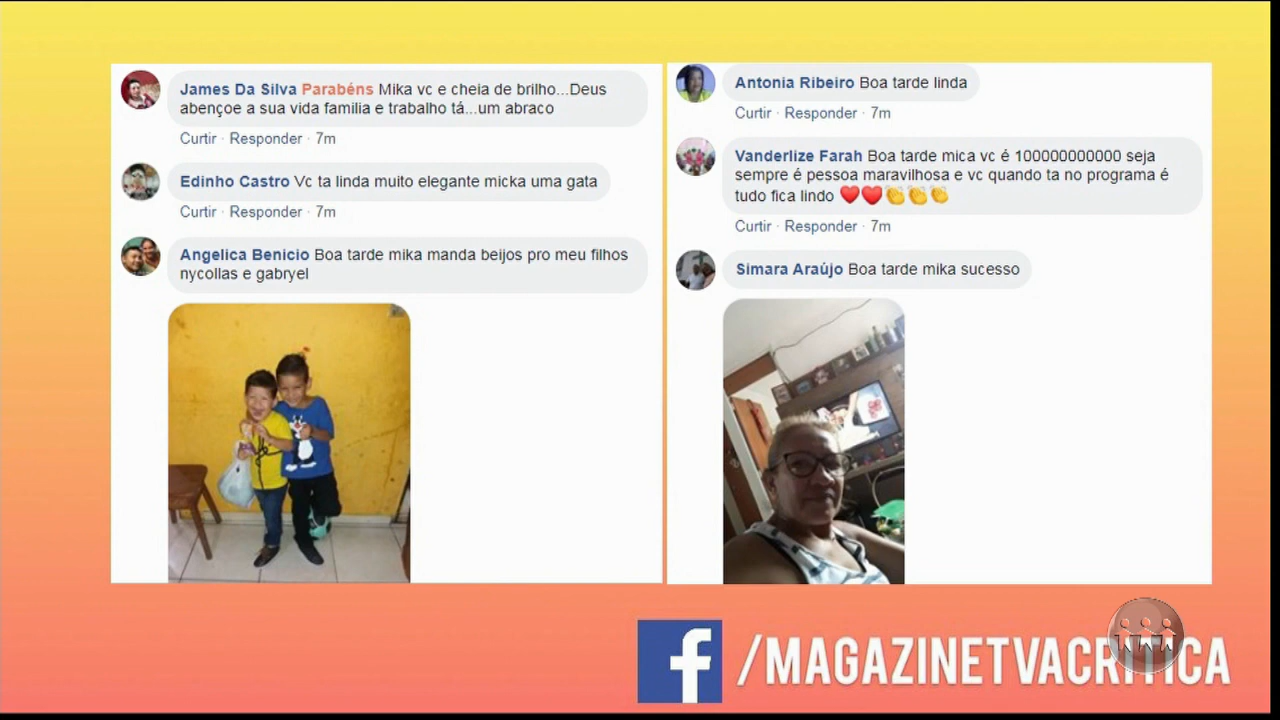 James Da Silva Parabéns Mika vc e cheia de brilho...Deus
abençoe a sua vida familia e trabalho tá...um abraco
Curtir · Responder · 7m
Edinho Castro Vc ta linda muito elegante micka uma gata
Curtir · Responder · 7m
Angelica Benicio Boa tarde mika manda beijos pro meu filhos
nycollas e gabryel
Antonia Ribeiro Boa tarde linda
Curtir · Responder · 7m
Vanderlize Farah Boa tarde mica vc é 100000000000 seja
sempre é pessoa maravilhosa e vc quando ta no programa é
tudo fica lindo ❤️❤️👏👏👏
Curtir · Responder · 7m
Simara Araújo Boa tarde mika sucesso
f /MAGAZINETVACRITICA